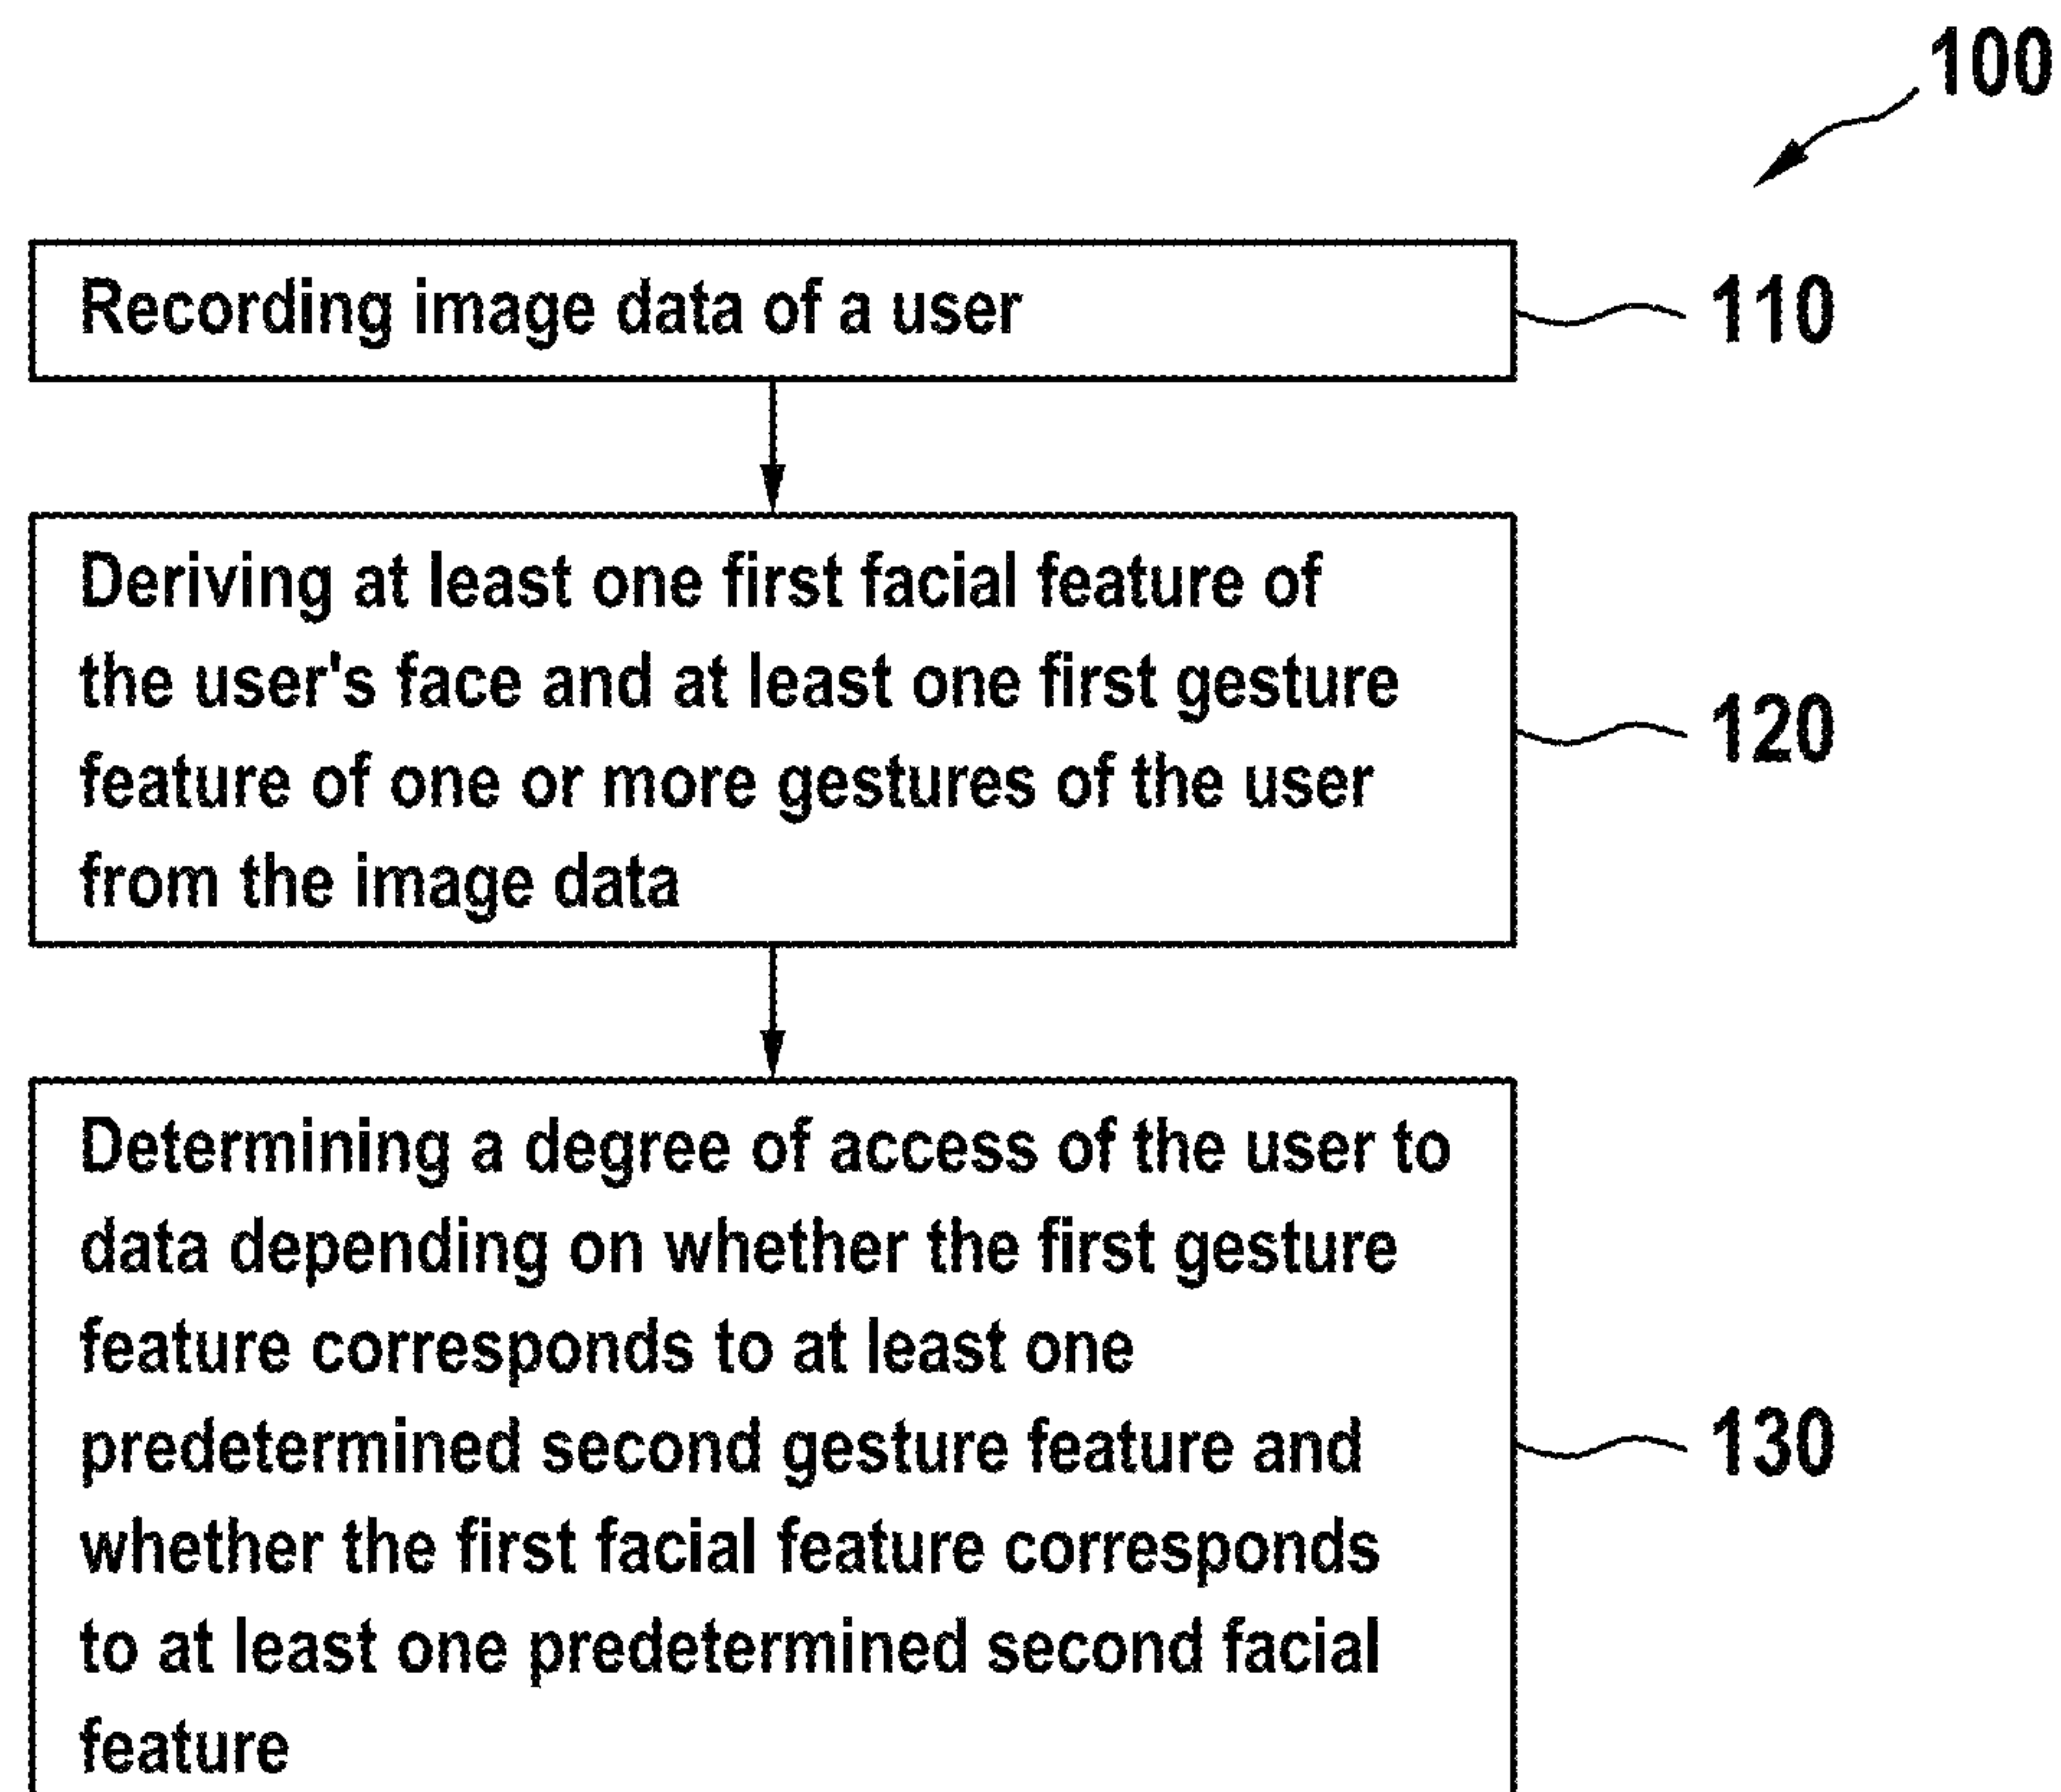 100
Recording image data of a user
110
Deriving at least one first facial feature of
the user's face and at least one first gesture
feature of one or more gestures of the user
from the image data
120
Determining a degree of access of the user to
data depending on whether the first gesture
feature corresponds to at least one
predetermined second gesture feature and
whether the first facial feature corresponds
to at least one predetermined second facial
feature
130